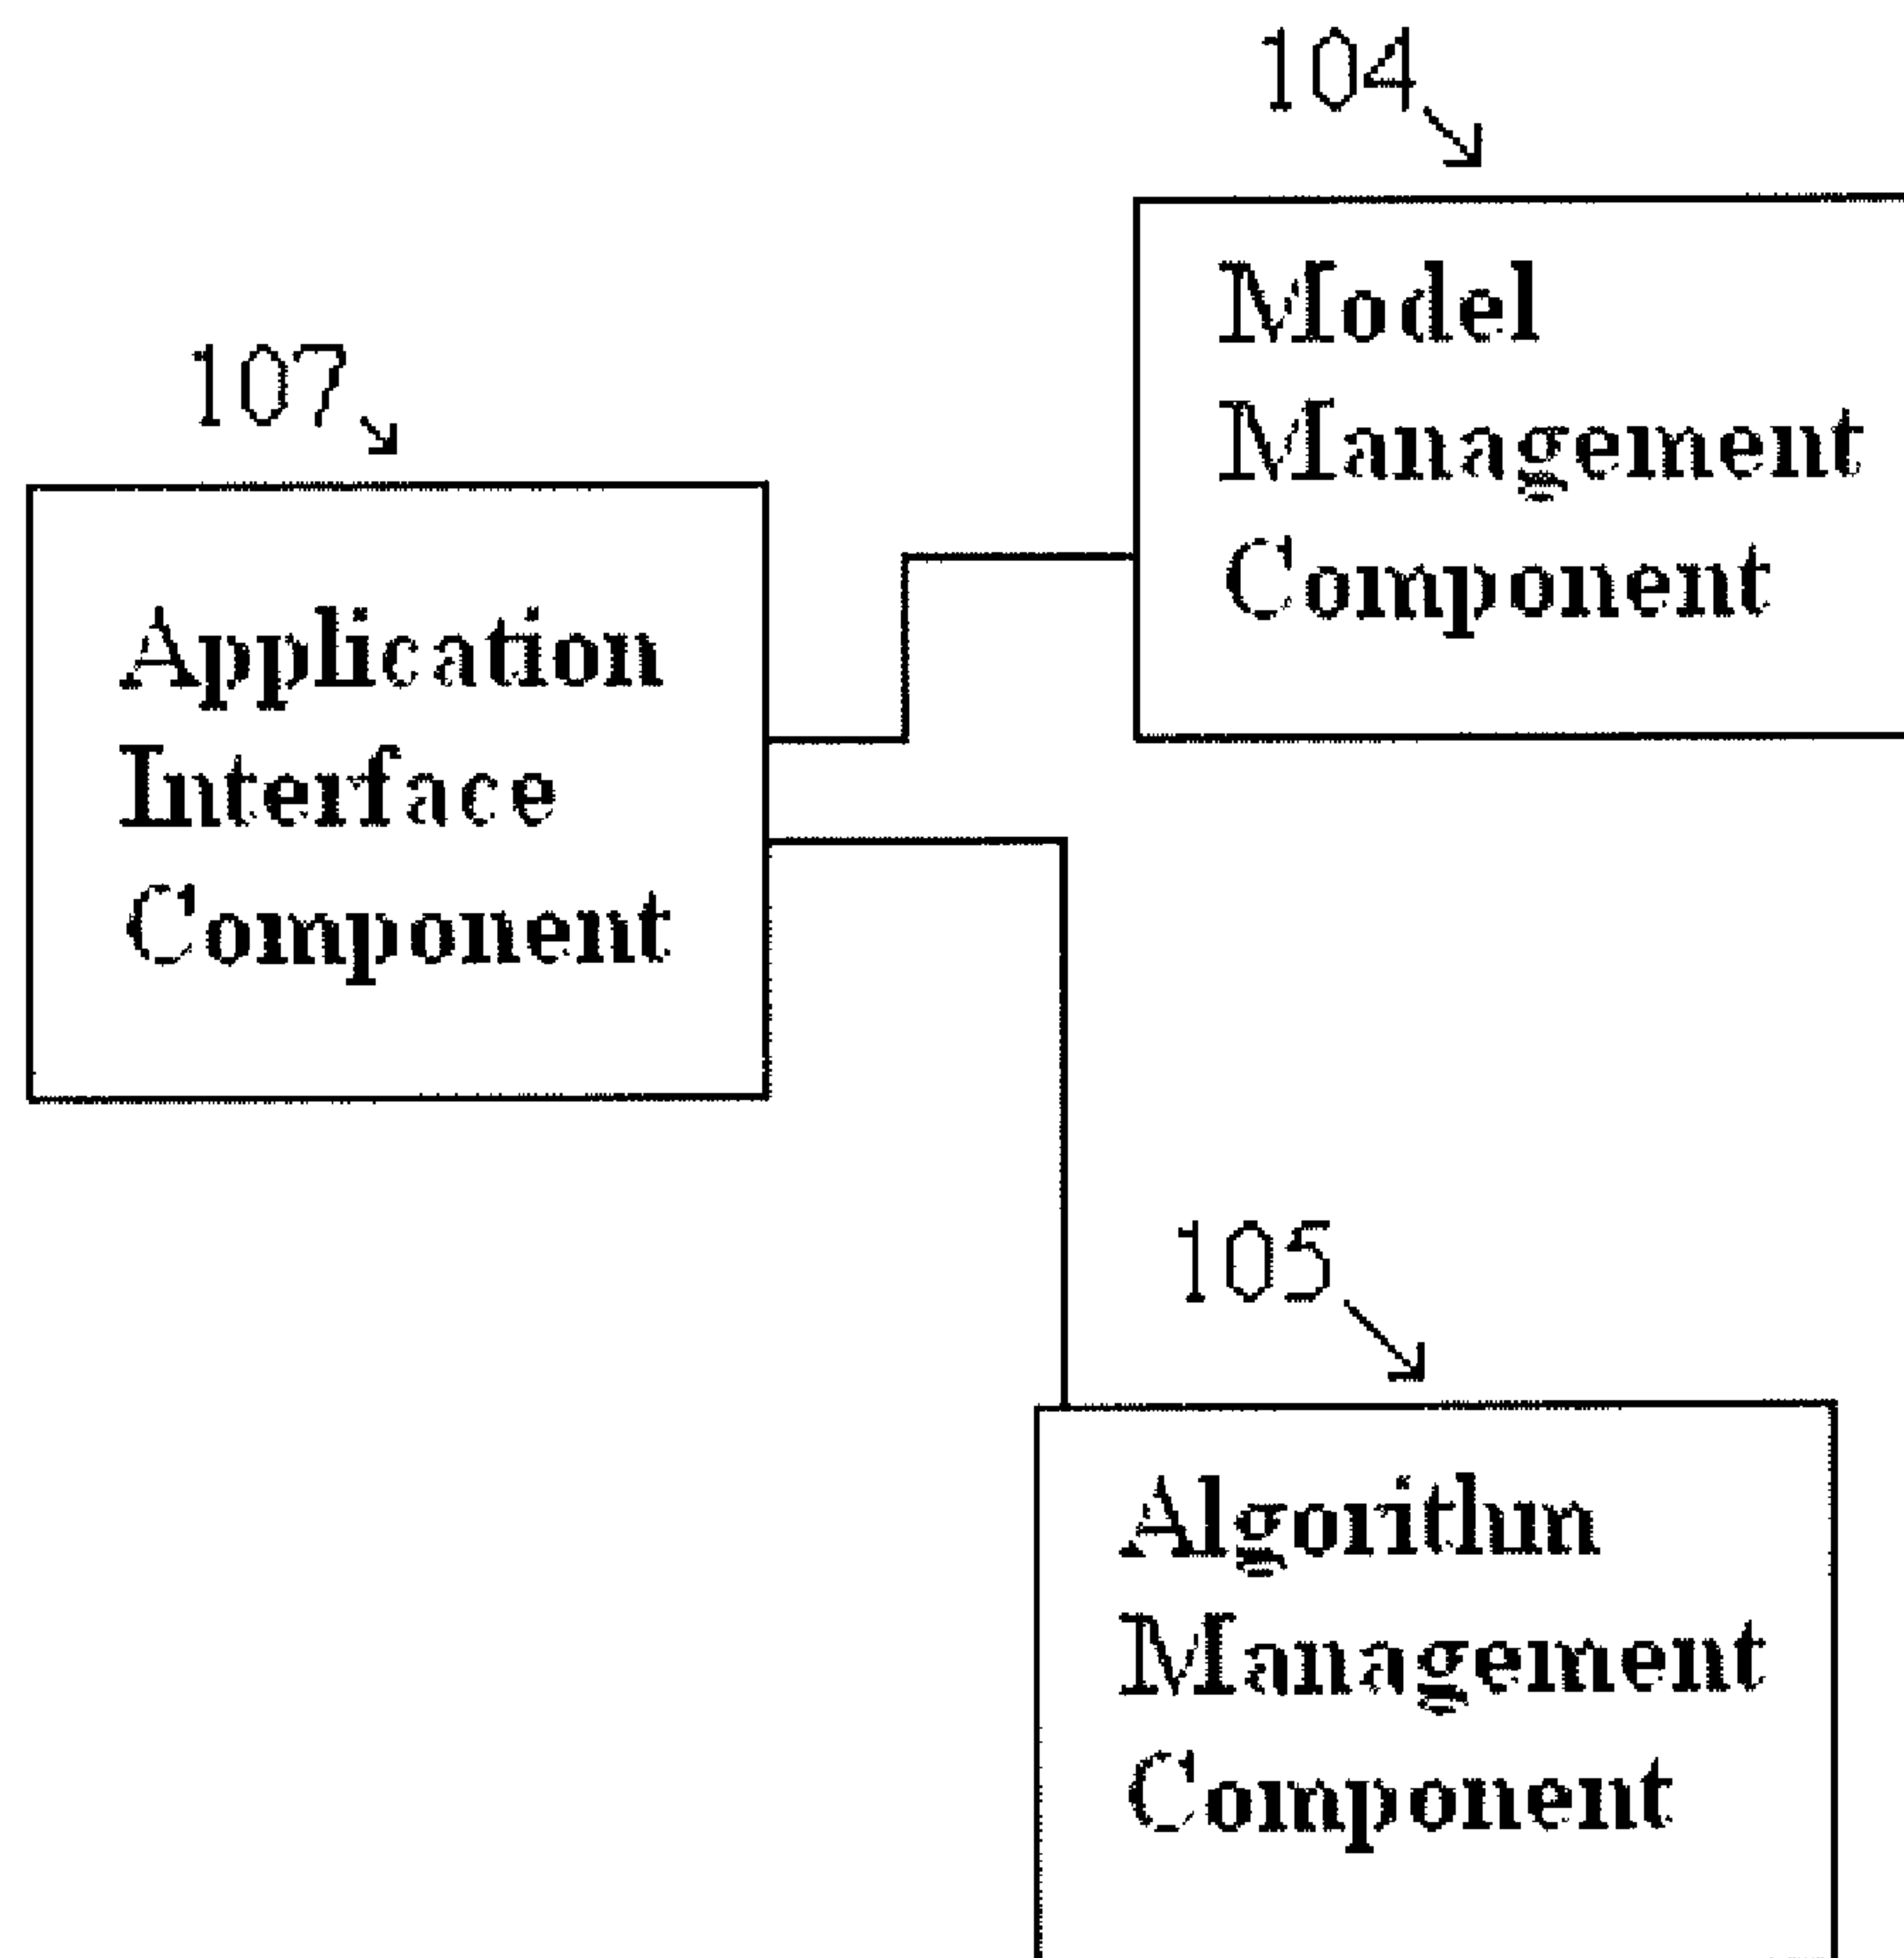 104
Model
Management
Component
107
Application
Interface
Component
105
Algorithm
Management
Component